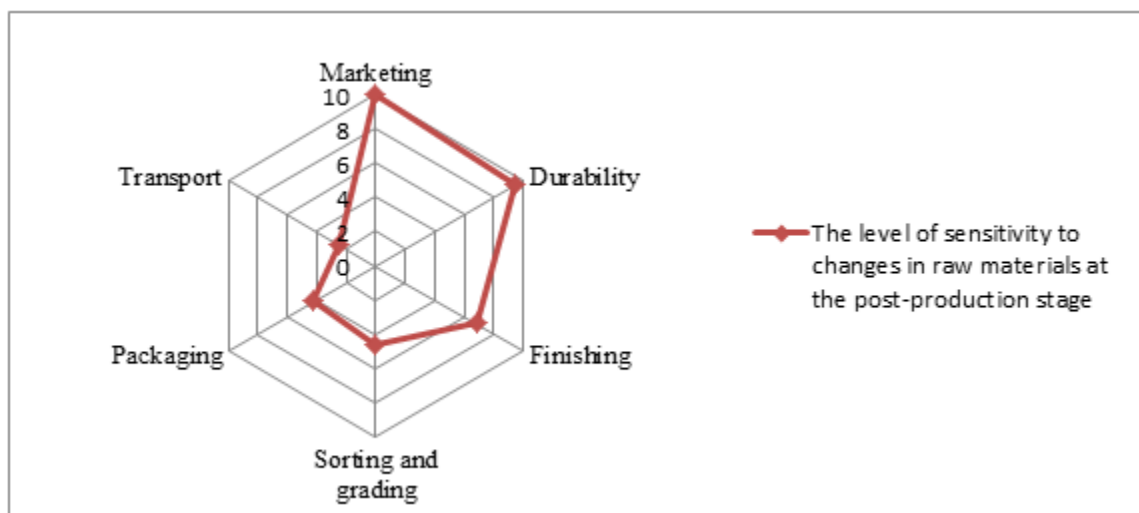 Marketing
10
8
6
4
2
0
Transport
Durability
Packaging
Finishing
Sorting and
grading
The level of sensitivity to
changes in raw materials at
the post-production stage